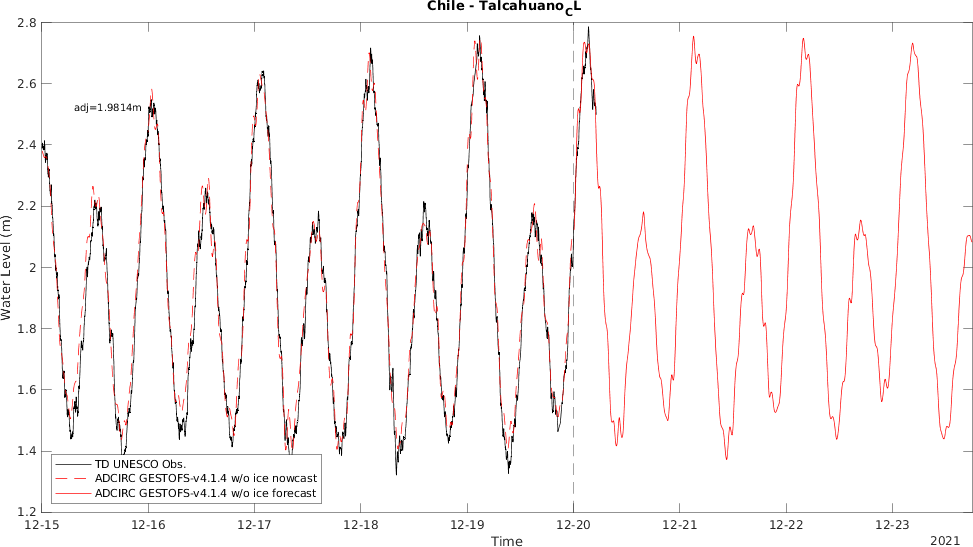 Chile - Talcahuano_CL
2.8
2.6
adj=1.9814m
2.4
2.2
Water Level (m)
2
1.8
1.6
1.4
TD UNESCO Obs.
ADCIRC GESTOFS-v4.1.4 w/o ice nowcast
ADCIRC GESTOFS-v4.1.4 w/o ice forecast
1.2
12-15 12-16 12-17 12-18 12-19 12-20 12-21 12-22 12-23
Time
2021